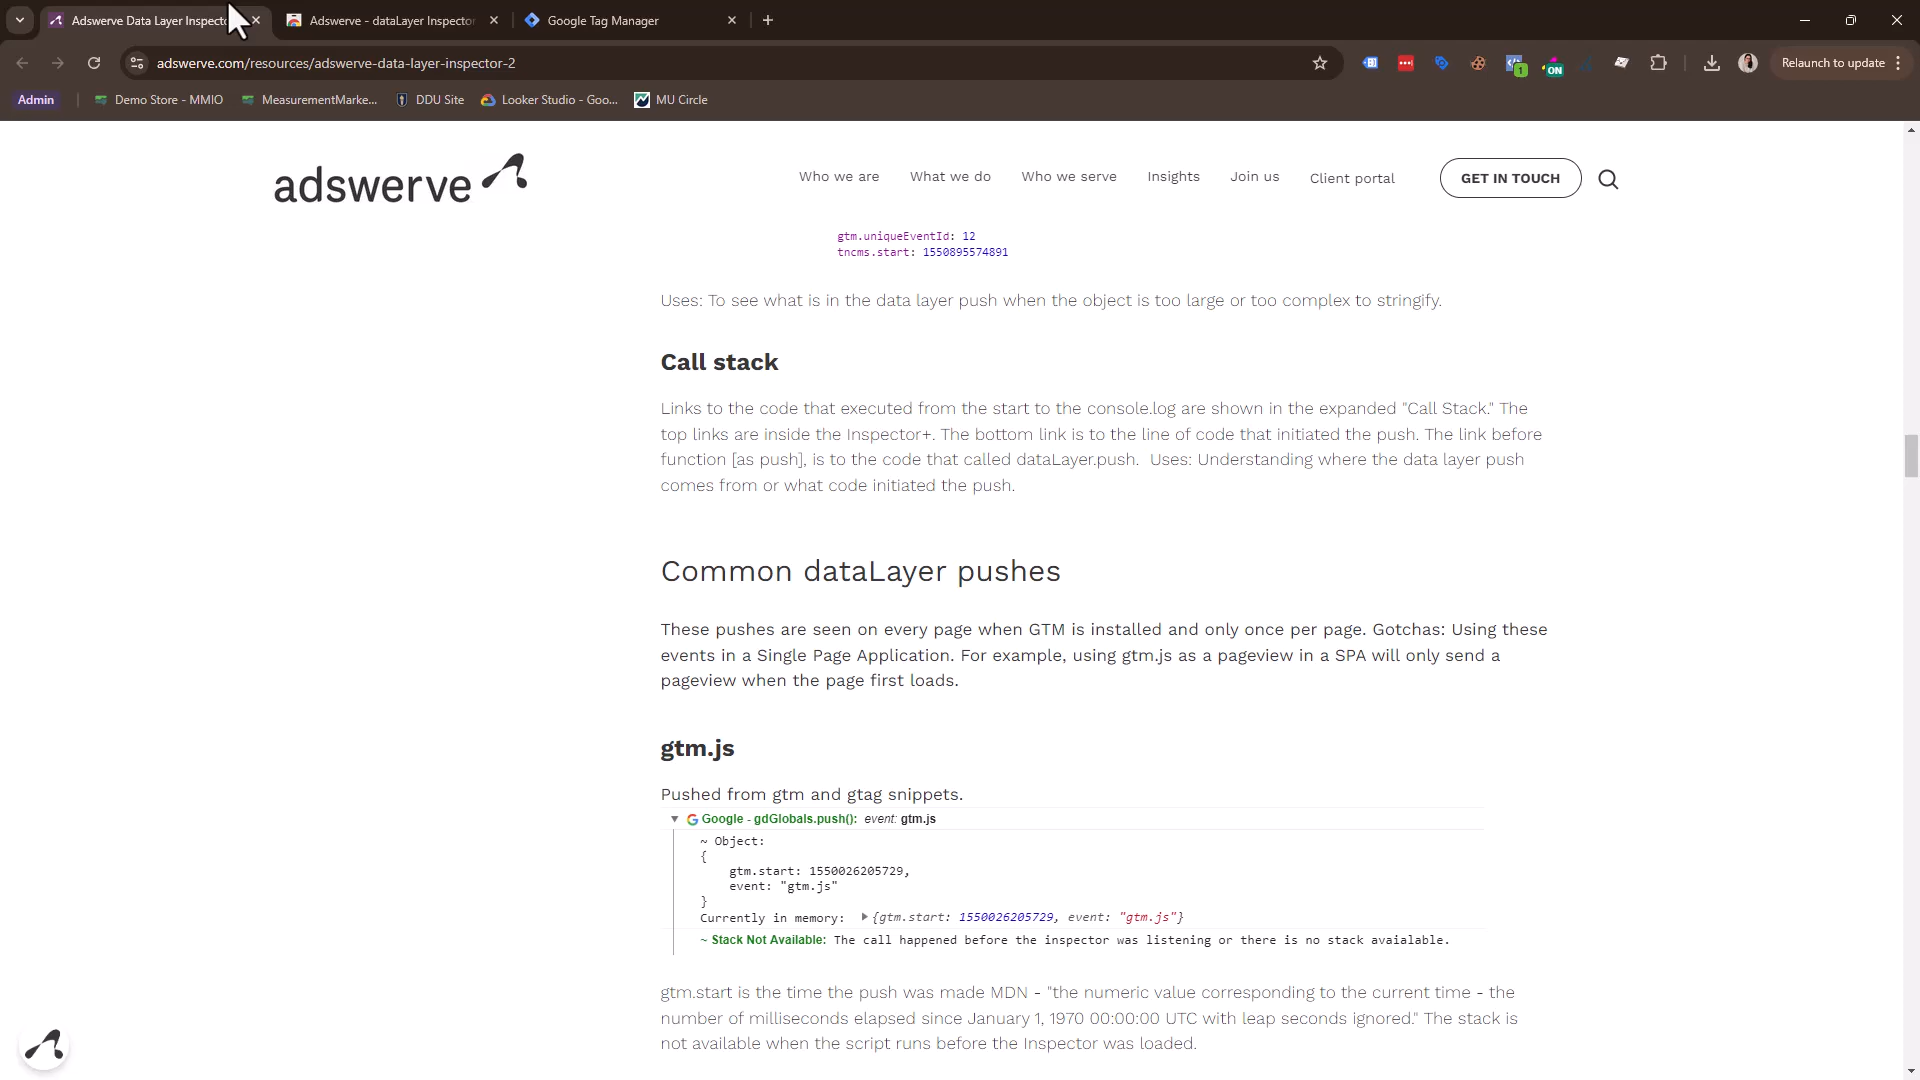 Adswerve Data Layer Inspecto
Adswerve - dataLayer Inspector
Google Tag Manager
adswerve.com/resources/adswerve-data-layer-inspector-2
1
ON
Relaunch to update
Admin
Demo Store - MMIO
MeasurementMarke...
DDU Site
Looker Studio - Goo...
MU Circle
adswerve
Who we are
What we do
Who we serve
Insights
Join us
Client portal
GET IN TOUCH
gtm.uniqueEventId: 12
tncms.start: 1550895574891
Uses: To see what is in the data layer push when the object is too large or too complex to stringify.
Call stack
Links to the code that executed from the start to the console.log are shown in the expanded "Call Stack." The
top links are inside the Inspector+. The bottom link is to the line of code that initiated the push. The link before
function [as push], is to the code that called dataLayer.push.  Uses: Understanding where the data layer push
comes from or what code initiated the push.
Common dataLayer pushes
These pushes are seen on every page when GTM is installed and only once per page. Gotchas: Using these
events in a Single Page Application. For example, using gtm.js as a pageview in a SPA will only send a
pageview when the page first loads.
gtm.js
Pushed from gtm and gtag snippets.
Google - gdGlobals.push(): event: gtm.js
~ Object:
{
gtm.start: 1550026205729,
event: "gtm.js"
}
Currently in memory: {gtm.start: 1550026205729, event: "gtm.js"}
~ Stack Not Available: The call happened before the inspector was listening or there is no stack avaialable.
gtm.start is the time the push was made MDN - "the numeric value corresponding to the current time - the
number of milliseconds elapsed since January 1, 1970 00:00:00 UTC with leap seconds ignored." The stack is
not available when the script runs before the Inspector was loaded.